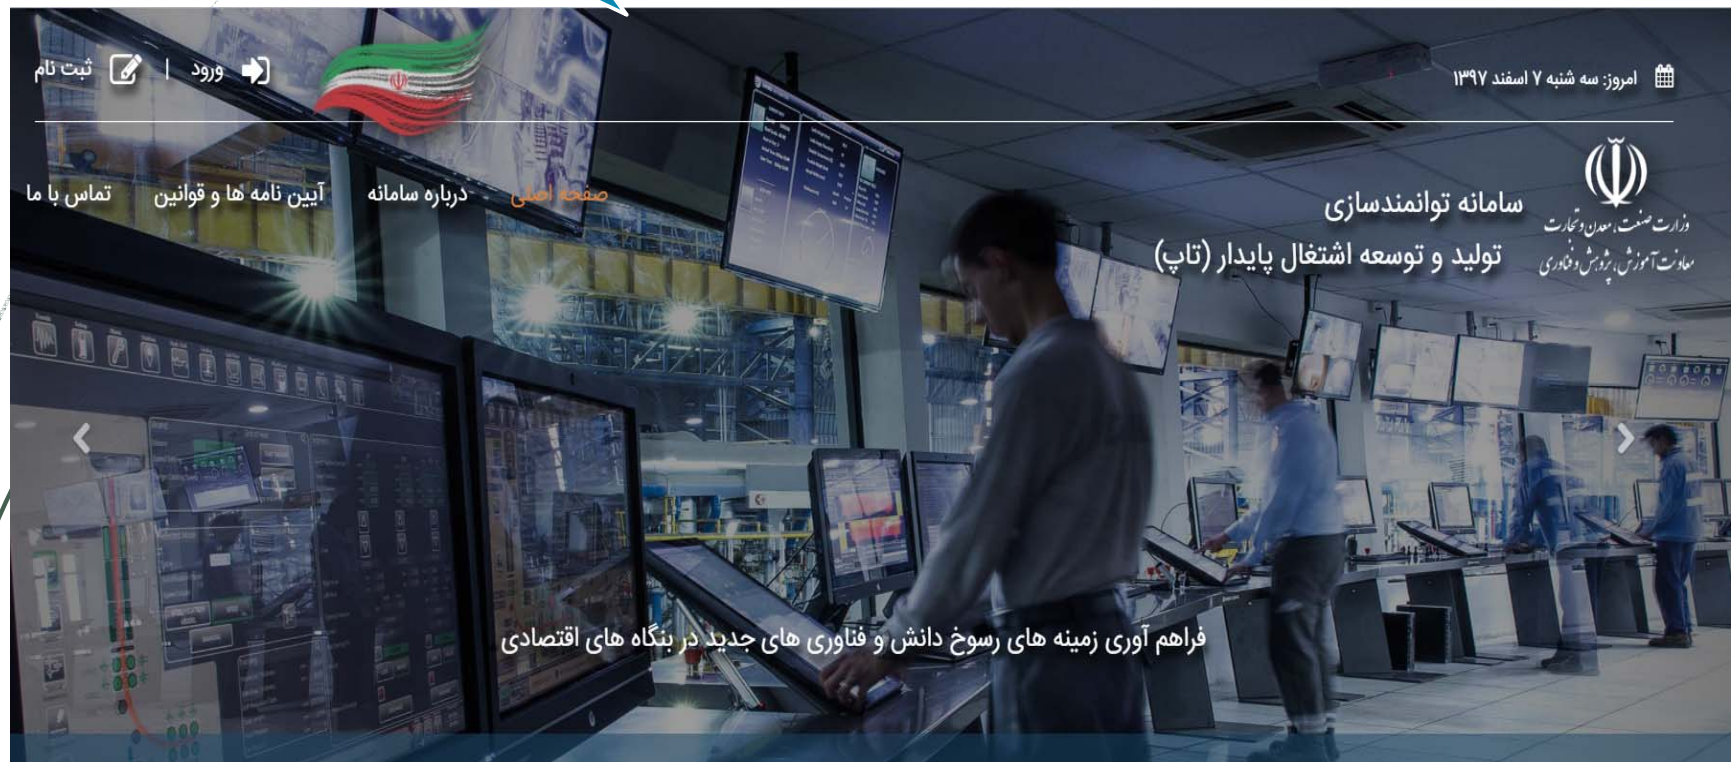 امروز: سه شنبه ۷ اسفند ۱۳۹۷
ورود | ثبت نام
وزارت صنعت، معدن و تجارت
معاونت آموزش، پژوهش و فناوری
سامانه توانمندسازی
تولید و توسعه اشتغال پایدار (تاپ)
صفحه اصلی
درباره سامانه
آیین نامه ها و قوانین
تماس با ما
فراهم آوری زمینه های رسوخ دانش و فناوری های جدید در بنگاه های اقتصادی